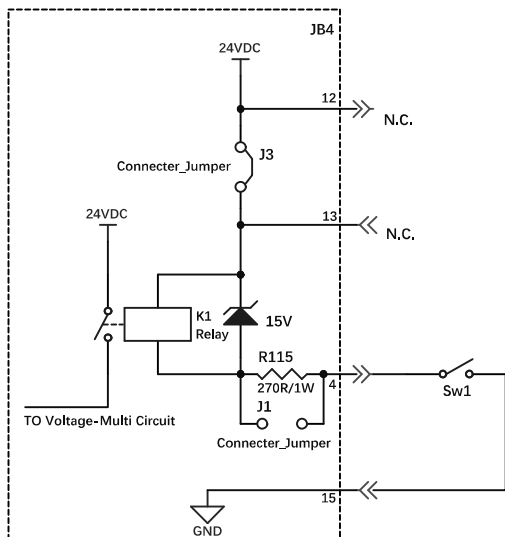 JB4
24VDC
12
N.C.
J3
Connecter_Jumper
24VDC
13
N.C.
K1
Relay
15V
R115
270R/1W
4
Sw1
J1
TO Voltage-Multi Circuit
Connecter_Jumper
15
GND